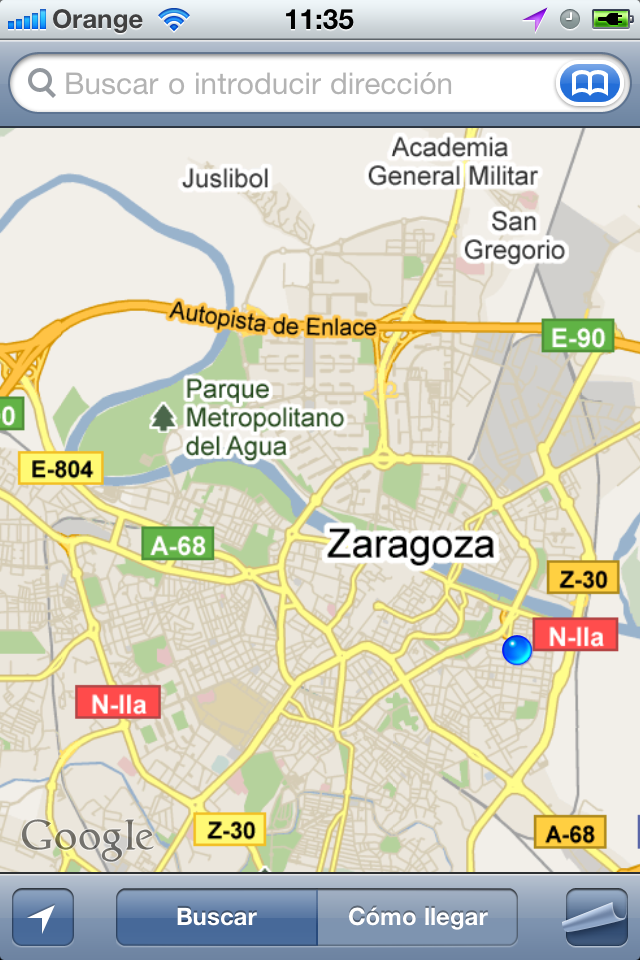 Orange
11:35
Buscar o introducir dirección
Academia
General Militar
Juslibol
San
Gregorio
Autopista de Enlace
E-90
Parque
Metropolitano
del Agua
0
E-804
Zaragoza
A-68
Z-30
N-IIa
N-IIa
Z-30
A-68
Google
Buscar
Cómo llegar